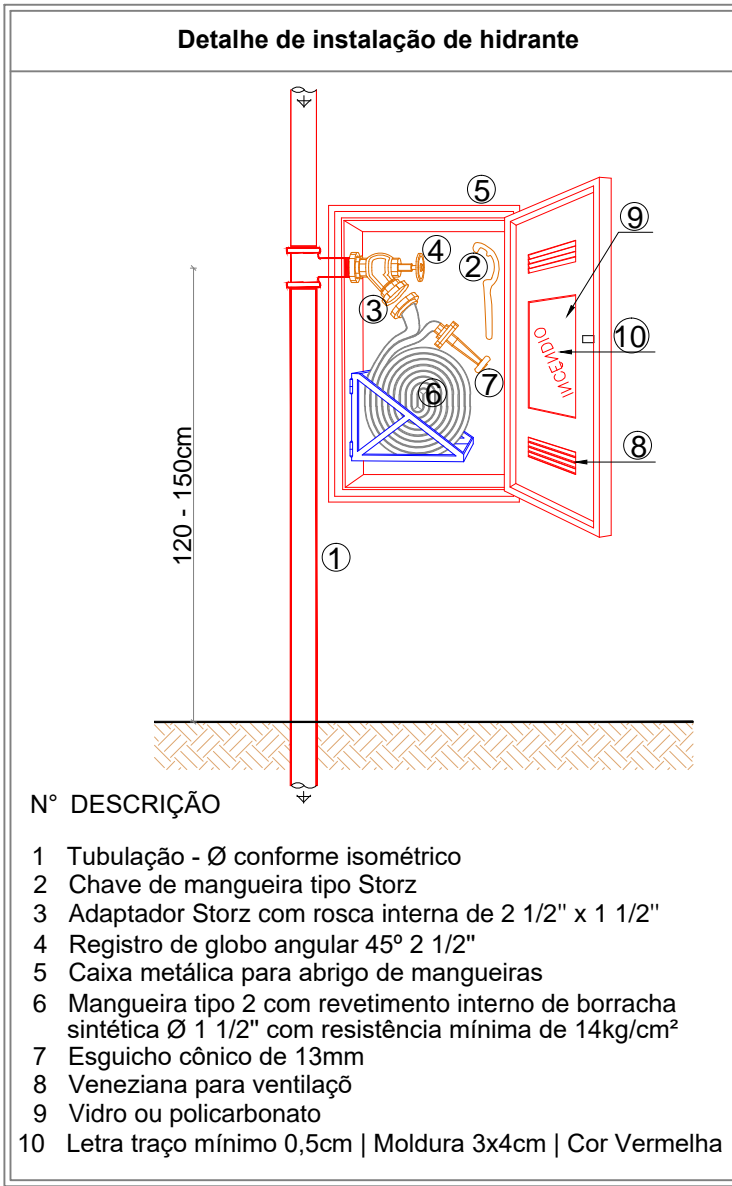 Detalhe de instalação de hidrante
5
9
4
2
3
10
INCÊNDIO
7
6
8
120 - 150cm
1
N° DESCRIÇÃO
1 Tubulação - Ø conforme isométrico
2 Chave de mangueira tipo Storz
3 Adaptador Storz com rosca interna de 2 1/2" x 1 1/2"
4 Registro de globo angular 45º 2 1/2"
5 Caixa metálica para abrigo de mangueiras
6 Mangueira tipo 2 com revetimento interno de borracha
sintética Ø 1 1/2" com resistência mínima de 14kg/cm²
7 Esguicho cônico de 13mm
8 Veneziana para ventilaçõ
9 Vidro ou policarbonato
10 Letra traço mínimo 0,5cm | Moldura 3x4cm | Cor Vermelha